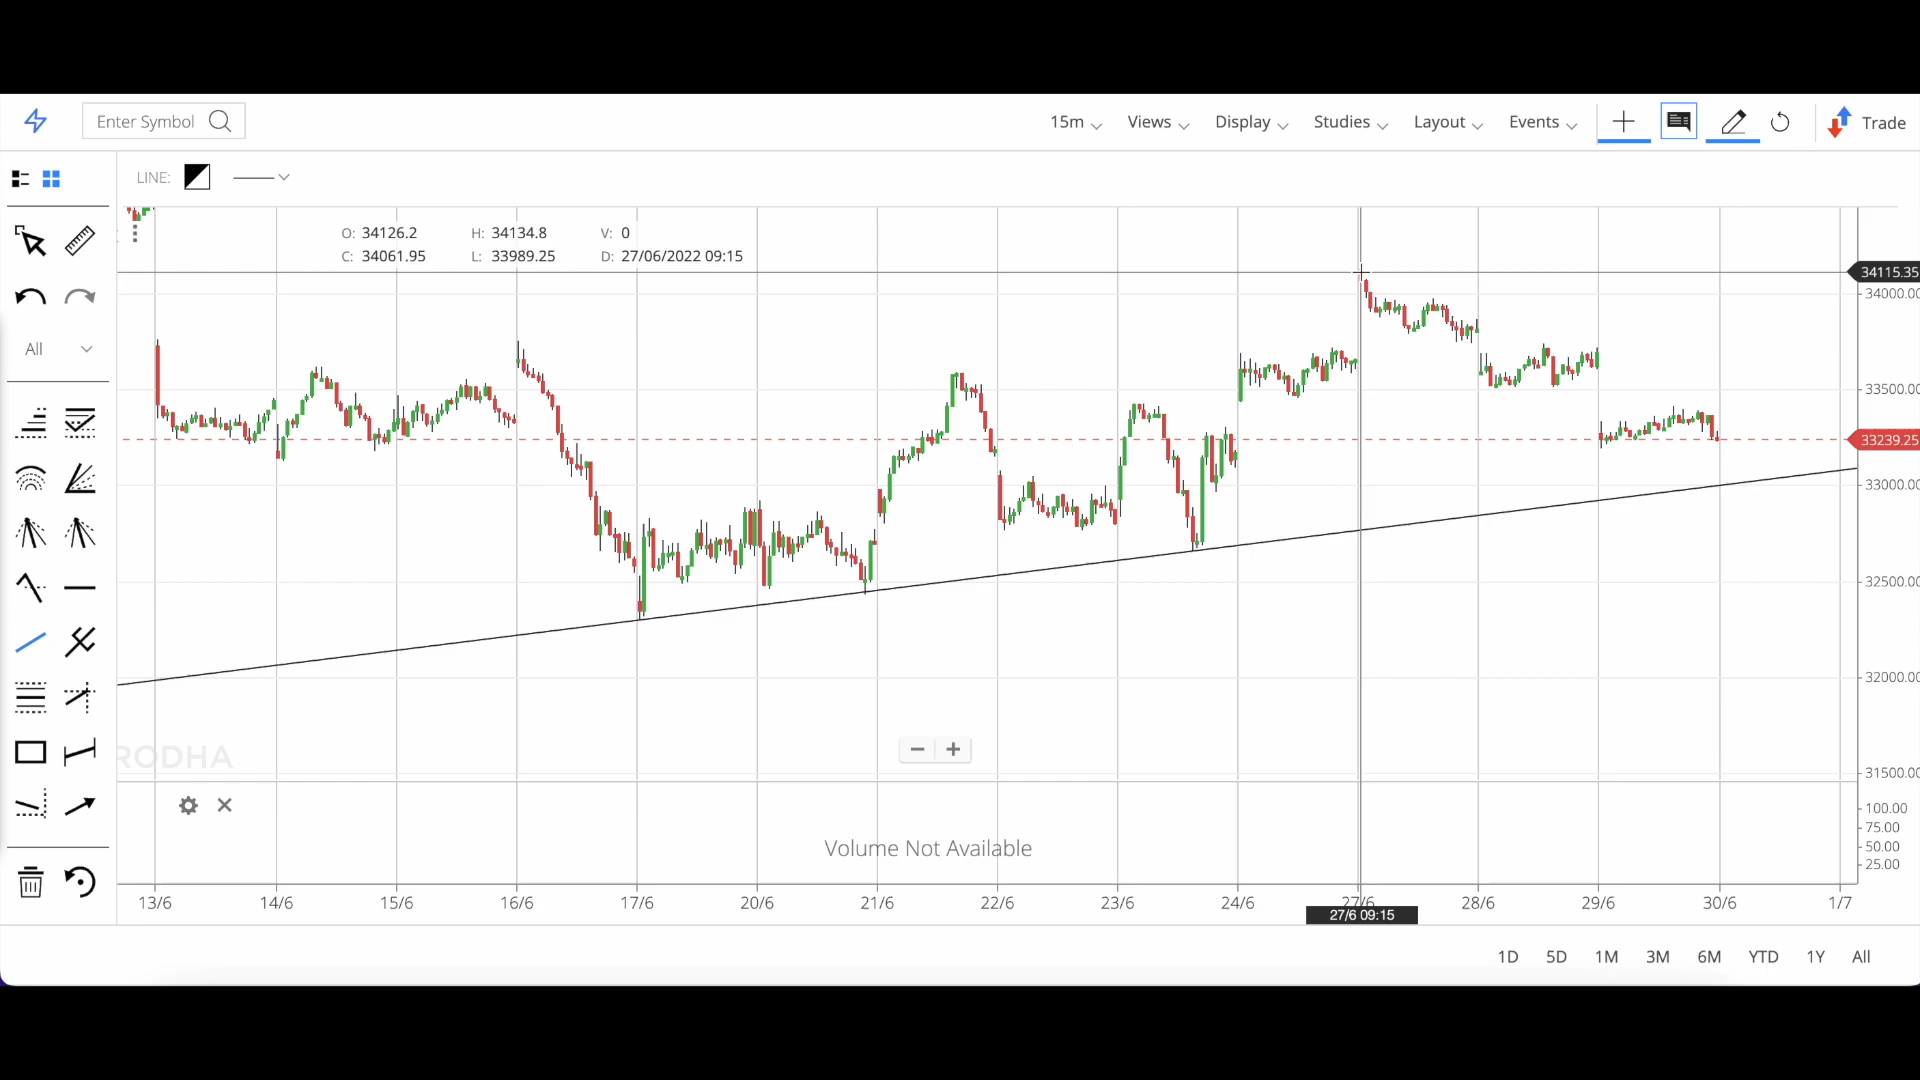 Enter Symbol 15m Views Display Studies Layout Events Trade
LINE:
O: 34126.2 H: 34134.8 V: 0
C: 34061.95 L: 33989.25 D: 27/06/2022 09:15
34115.35
34000.00
All
33500.00
33239.25
33000.00
32500.00
32000.00
RODHA
31500.00
100.00
75.00
Volume Not Available
50.00
25.00
13/6 14/6 15/6 16/6 17/6 20/6 21/6 22/6 23/6 24/6 27/6 28/6 29/6 30/6 1/7
27/6 09:15
1D 5D 1M 3M 6M YTD 1Y All